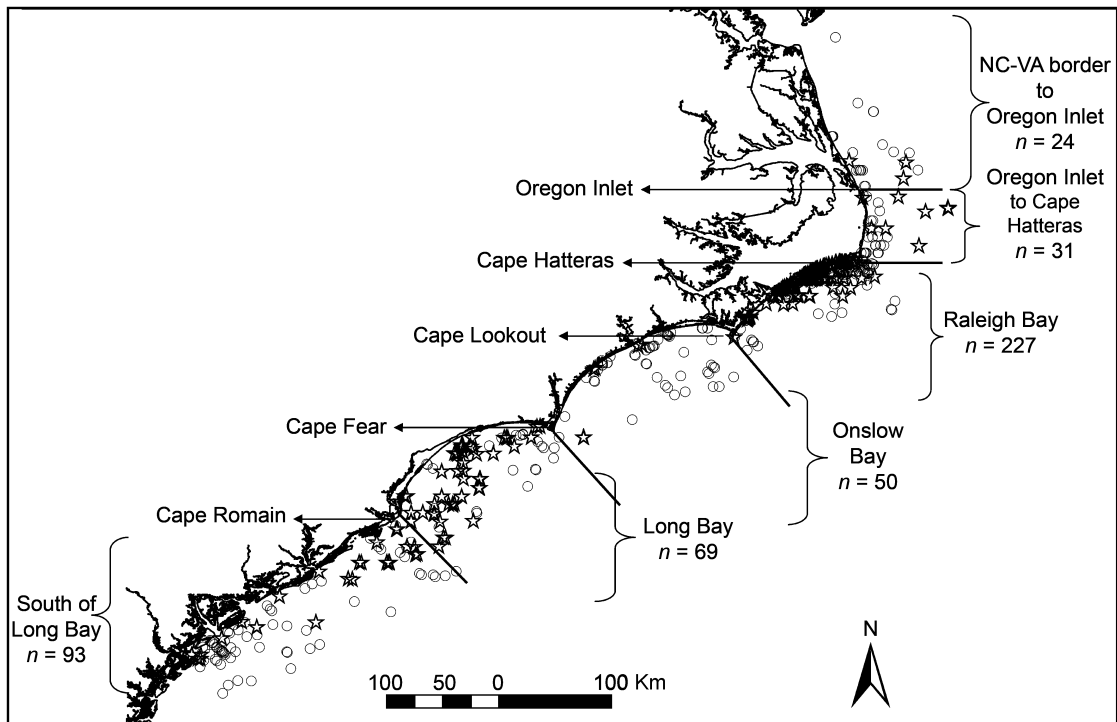 NC-VA border
to
Oregon Inlet
n = 24
Oregon Inlet
Oregon Inlet
to Cape
Hatteras
n = 31
Cape Hatteras
Raleigh Bay
n = 227
Cape Lookout
Cape Fear
Onslow
Bay
n = 50
Cape Romain
Long Bay
n = 69
South of
Long Bay
n = 93
N
100 50 0 100 Km